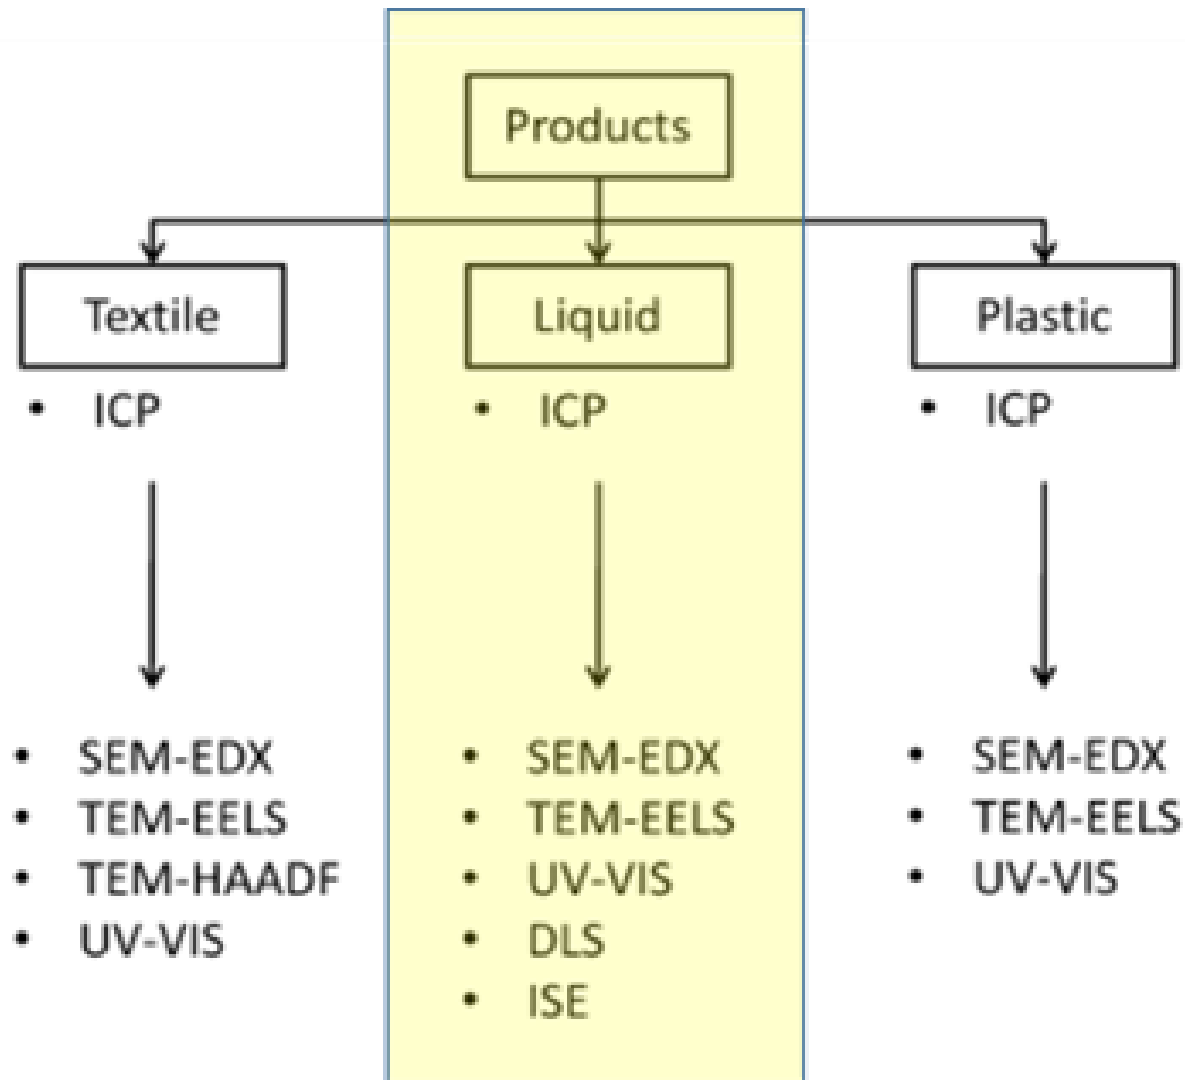 Products
Textile
• ICP
• SEM-EDX
• TEM-EELS
• TEM-HAADF
• UV-VIS
Liquid
• ICP
• SEM-EDX
• TEM-EELS
• UV-VIS
• DLS
• ISE
Plastic
• ICP
• SEM-EDX
• TEM-EELS
• UV-VIS